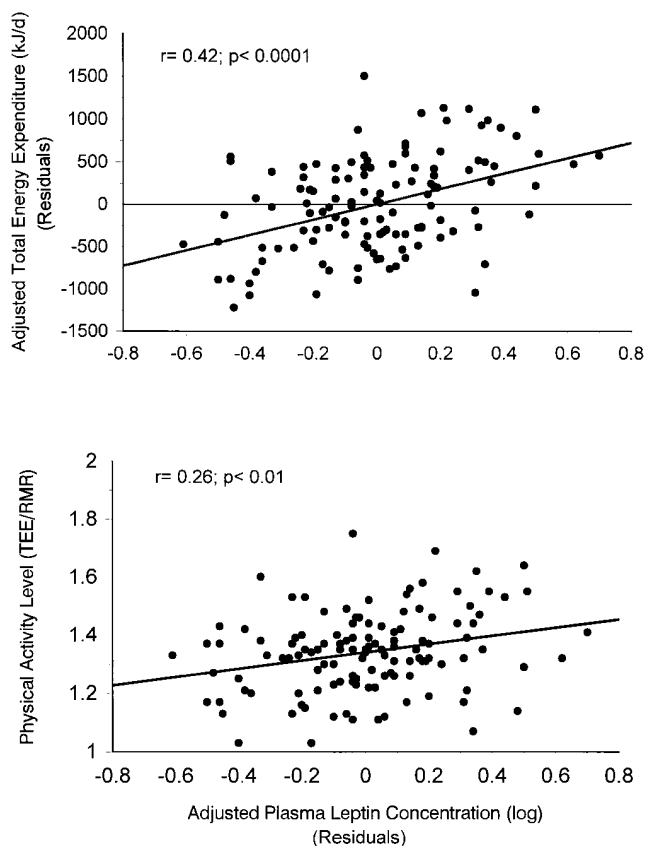 Adjusted Total Energy Expenditure (kJ/d)
(Residuals)
r= 0.42; p< 0.0001
2000
1500
1000
500
0
-500
-1000
-1500
-0.8 -0.6 -0.4 -0.2 0 0.2 0.4 0.6 0.8
Physical Activity Level (TEE/RMR)
r= 0.26; p< 0.01
2
1.8
1.6
1.4
1.2
1
-0.8 -0.6 -0.4 -0.2 0 0.2 0.4 0.6 0.8
Adjusted Plasma Leptin Concentration (log)
(Residuals)